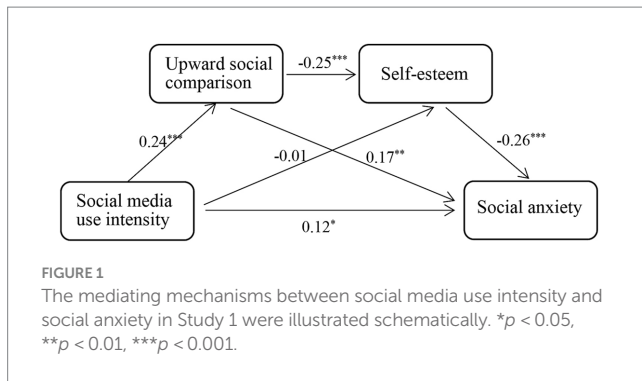 Upward social
comparison
-0.25***
Self-esteem
0.24***
-0.01
0.17**
-0.26***
Social media
use intensity
0.12*
Social anxiety
FIGURE 1
The mediating mechanisms between social media use intensity and
social anxiety in Study 1 were illustrated schematically. *p < 0.05,
**p < 0.01, ***p < 0.001.